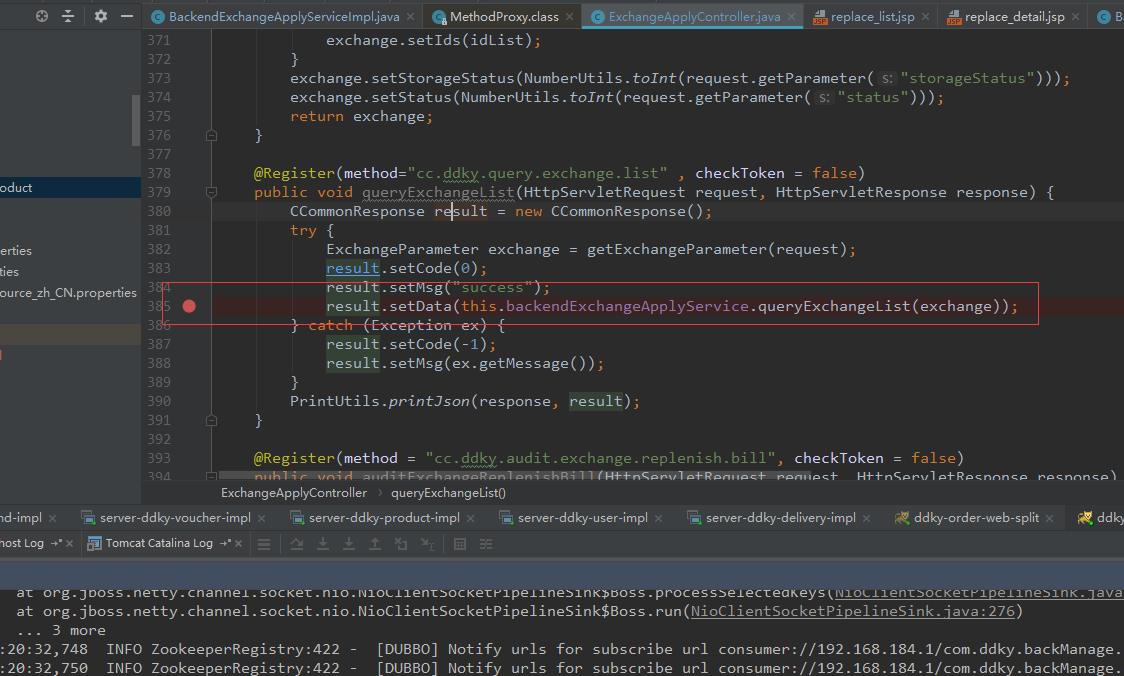 BackendExchangeApplyServiceImpl.java × MethodProxy.class × ExchangeApplyController.java × replace_list.jsp × replace_detail.jsp ×
371 exchange.setIds(idList);
372 }
373 exchange.setStorageStatus(NumberUtils.toInt(request.getParameter( s: "storageStatus")));
374 exchange.setStatus(NumberUtils.toInt(request.getParameter( s: "status")));
375 return exchange;
376 }
377
378 @Register(method="cc.ddky.query.exchange.list" , checkToken = false)
oduct
379 public void queryExchangeList(HttpServletRequest request, HttpServletResponse response) {
380 CCommonResponse result = new CCommonResponse();
381 try {
erties
382 ExchangeParameter exchange = getExchangeParameter(request);
ties
383 result.setCode(0);
ource_zh_CN.properties
384 result.setMsg("success");
385 result.setData(this.backendExchangeApplyService.queryExchangeList(exchange));
386 } catch (Exception ex) {
387 result.setCode(-1);
388 result.setMsg(ex.getMessage());
389 }
390 PrintUtils.printJson(response, result);
391 }
392
393 @Register(method = "cc.ddky.audit.exchange.replenish.bill", checkToken = false)
394 public void auditExchangeReplenishBill(HttpServletRequest request, HttpServletResponse response)
ExchangeApplyController › queryExchangeList()
nd-impl × server-ddky-voucher-impl × server-ddky-product-impl × server-ddky-user-impl × server-ddky-delivery-impl × ddky-order-web-split × ddky
host Log × Tomcat Catalina Log ×
at org.jboss.netty.channel.socket.nio.NioClientSocketPipelineSink$Boss.processSelectedKeys(NioClientSocketPipelineSink.java
at org.jboss.netty.channel.socket.nio.NioClientSocketPipelineSink$Boss.run(NioClientSocketPipelineSink.java:276)
... 3 more
:20:32,748 INFO ZookeeperRegistry:422 - [DUBBO] Notify urls for subscribe url consumer://192.168.184.1/com.ddky.backManage.
:20:32,750 INFO ZookeeperRegistry:422 - [DUBBO] Notify urls for subscribe url consumer://192.168.184.1/com.ddky.backManage.